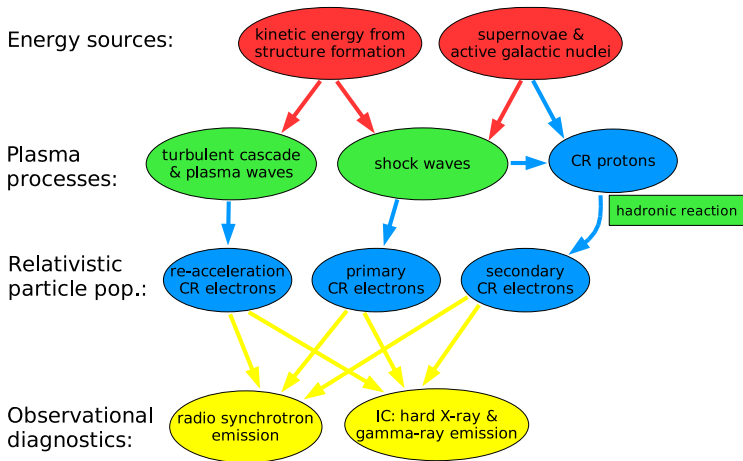 Energy sources:
kinetic energy from
structure formation
supernovae &
active galactic nuclei
Plasma
processes:
turbulent cascade
& plasma waves
shock waves
CR protons
hadronic reaction
Relativistic
particle pop.:
re-acceleration
CR electrons
primary
CR electrons
secondary
CR electrons
Observational
diagnostics:
radio synchrotron
emission
IC: hard X-ray &
gamma-ray emission